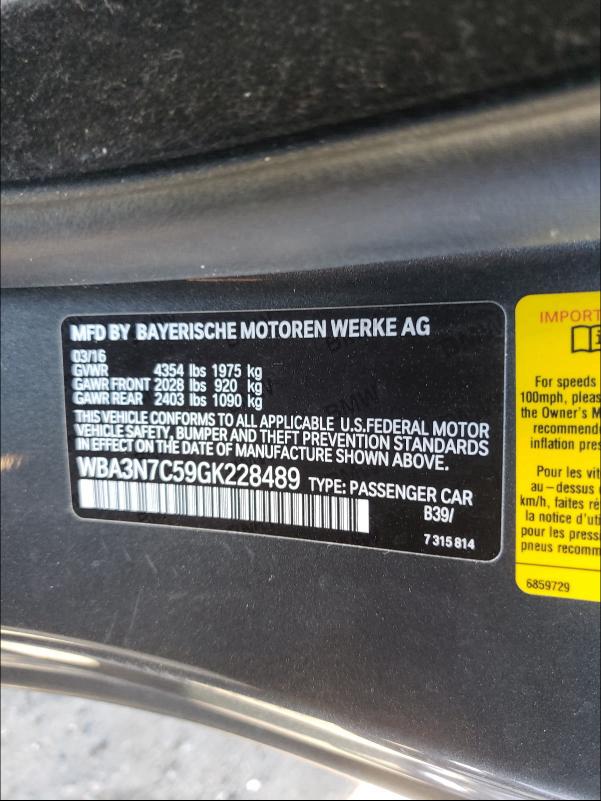 MFD BY BAYERISCHE MOTOREN WERKE AG
03/16
GVWR 4354 lbs 1975 kg
GAWR FRONT 2028 lbs 920 kg
GAWR REAR 2403 lbs 1090 kg
THIS VEHICLE CONFORMS TO ALL APPLICABLE U.S.FEDERAL MOTOR
VEHICLE SAFETY, BUMPER AND THEFT PREVENTION STANDARDS
IN EFFECT ON THE DATE OF MANUFACTURE SHOWN ABOVE.
WBA3N7C59GK228489 TYPE: PASSENGER CAR
B39/
7 315 814
IMPORT
For speeds
100mph, pleas
the Owner's M
recommend
inflation pres
Pour les vit
au-dessus d
km/h, faites ré
la notice d'uti
pour les press
pneus recomm
6859729